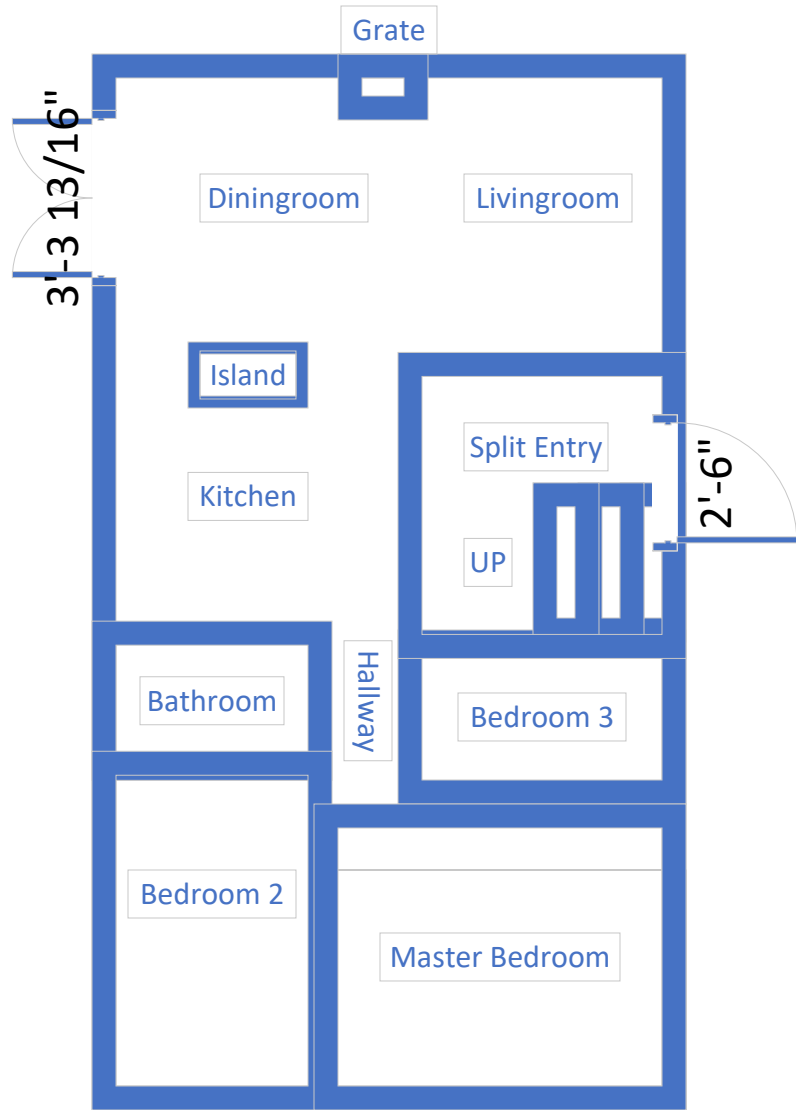 Grate
3'-3 13/16"
Diningroom
Livingroom
Island
Split Entry
2'-6"
Kitchen
UP
Hallway
Bathroom
Bedroom 3
Bedroom 2
Master Bedroom